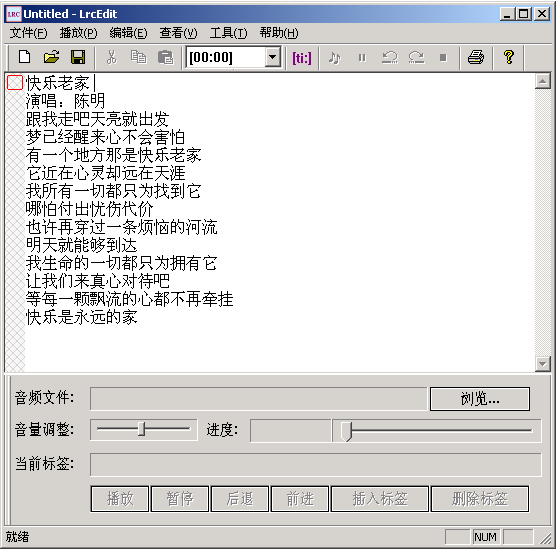 LRC Untitled - LrcEdit
文件(F) 播放(P) 编辑(E) 查看(V) 工具(T) 帮助(H)
[00:00] [ti:] ?
快乐老家
演唱：陈明
跟我走吧天亮就出发
梦已经醒来心不会害怕
有一个地方那是快乐老家
它近在心灵却远在天涯
我所有一切都只为找到它
哪怕付出忧伤代价
也许再穿过一条烦恼的河流
明天就能够到达
我生命的一切都只为拥有它
让我们来真心对待吧
等每一颗飘流的心都不再牵挂
快乐是永远的家
音频文件: 浏览...
音量调整: 进度:
当前标签:
播放 暂停 后退 前进 插入标签 删除标签
就绪 NUM